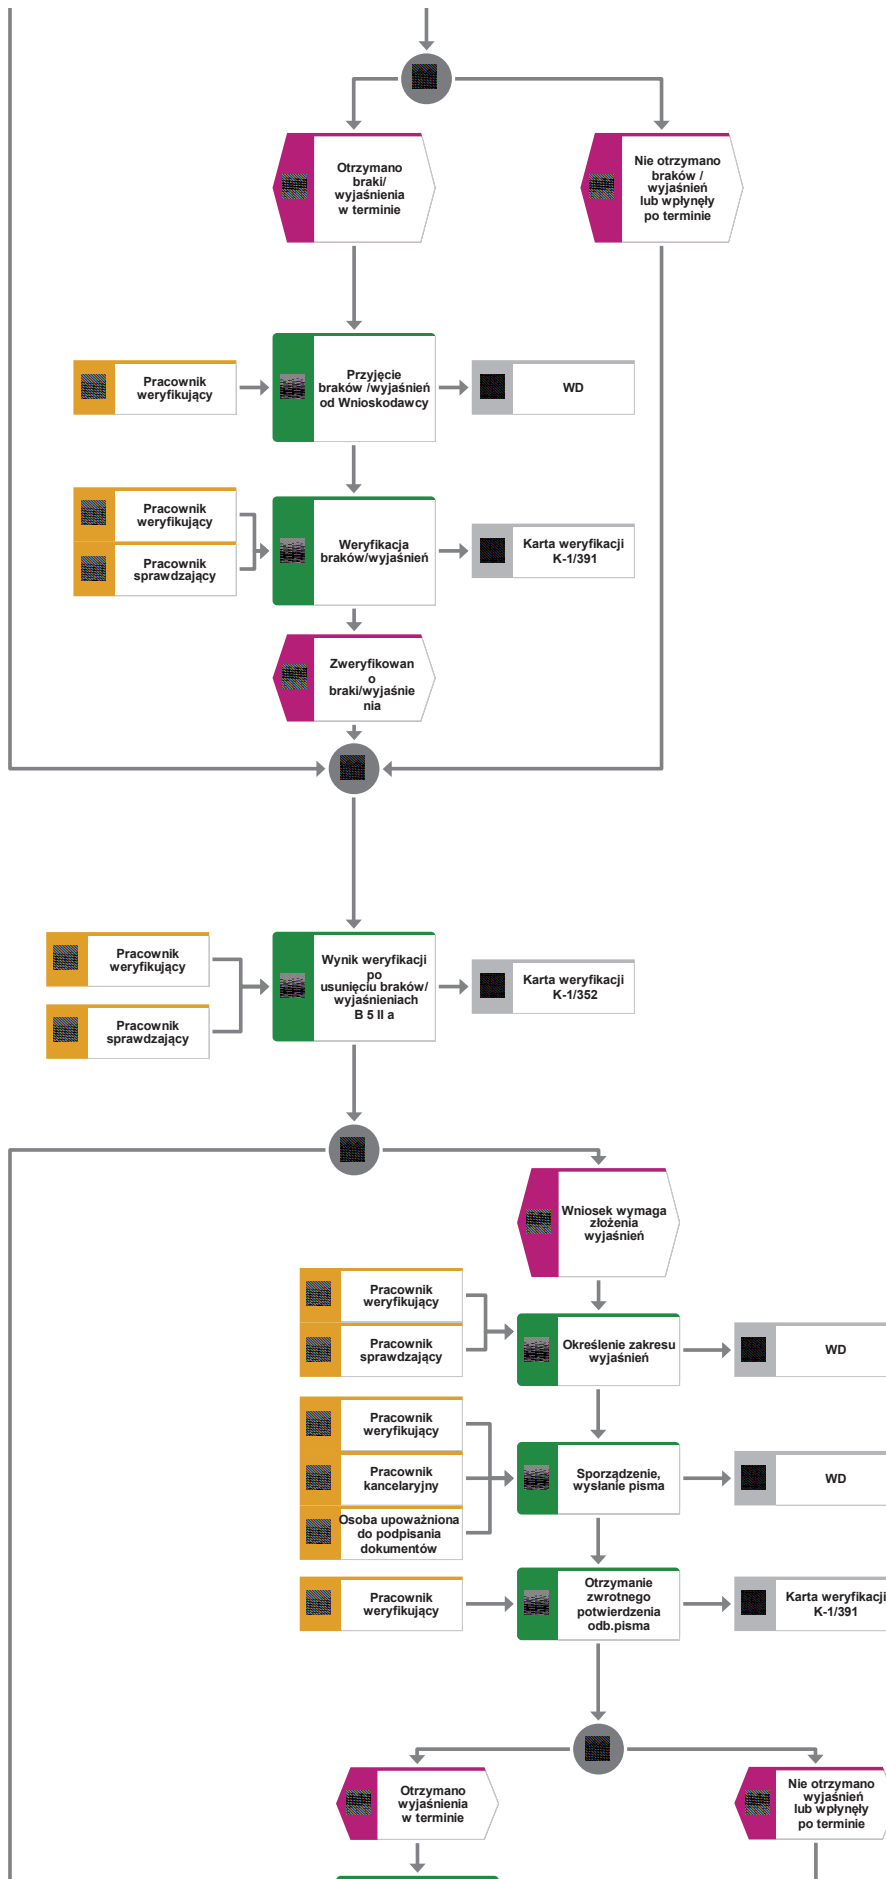 Otrzymano
braki/
wyjaśnienia
w terminie
Nie otrzymano
braków /
wyjaśnień
lub wpłynęły
po terminie
Pracownik
weryfikujący
Przyjęcie
braków /wyjaśnień
od Wnioskodawcy
WD
Pracownik
weryfikujący
Pracownik
sprawdzający
Weryfikacja
braków/wyjaśnień
Karta weryfikacji
K-1/391
Zweryfikowan
o
braki/wyjaśnie
nia
Pracownik
weryfikujący
Pracownik
sprawdzający
Wynik weryfikacji
po
usunięciu braków/
wyjaśnieniach
B 5 II a
Karta weryfikacji
K-1/352
Wniosek wymaga
złożenia
wyjaśnień
Pracownik
weryfikujący
Pracownik
sprawdzający
Określenie zakresu
wyjaśnień
WD
Pracownik
weryfikujący
Pracownik
kancelaryjny
Osoba upoważniona
do podpisania
dokumentów
Sporządzenie,
wysłanie pisma
WD
Pracownik
weryfikujący
Otrzymanie
zwrotnego
potwierdzenia
odb.pisma
Karta weryfikacji
K-1/391
Otrzymano
wyjaśnienia
w terminie
Nie otrzymano
wyjaśnień
lub wpłynęły
po terminie